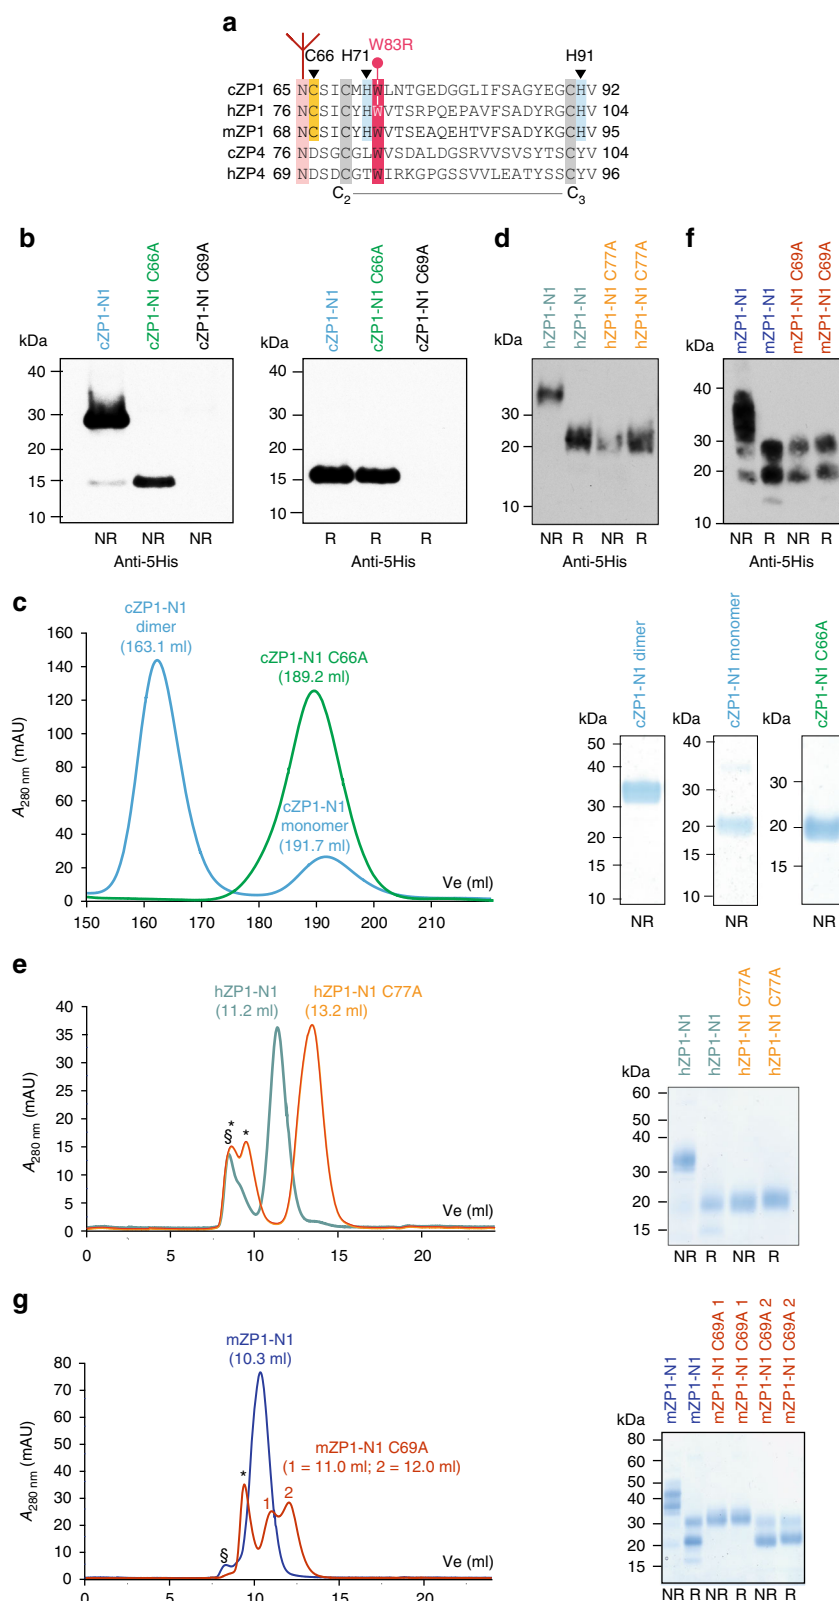 a
W83R
C66 H71 H91
cZP1 65 NCSICMHWLNTGEDGGLIFSAGYEGCHV 92
hZP1 76 NCSICYHWVTSRPQEPAVFSADYRGCHV 104
mZP1 68 NCSICYHWVTSEAQEHTVFSADYRGCHV 95
cZP4 76 NDSGCGLWVSDALDGSRVVSVSYTSCYV 104
hZP4 69 NDSDCGTWIRKGPGSSVVLEATYSSCYV 96
C2 C3
b
cZP1-N1
cZP1-N1 C66A
cZP1-N1 C69A
kDa
40
30
20
15
10
NR NR NR
Anti-5His
cZP1-N1
cZP1-N1 C66A
cZP1-N1 C69A
kDa
40
30
20
15
10
R R R
Anti-5His
d
hZP1-N1
hZP1-N1
hZP1-N1 C77A
hZP1-N1 C77A
kDa
30
20
10
NR R NR R
Anti-5His
f
mZP1-N1
mZP1-N1
mZP1-N1 C69A
mZP1-N1 C69A
kDa
40
30
20
10
NR R NR R
Anti-5His
c
cZP1-N1
dimer
(163.1 ml)
cZP1-N1 C66A
(189.2 ml)
cZP1-N1
monomer
(191.7 ml)
A280 nm (mAU)
160
140
120
100
80
60
40
20
0
Ve (ml)
150 160 170 180 190 200 210
cZP1-N1 dimer
kDa
50
40
30
20
15
10
NR
cZP1-N1 monomer
kDa
40
30
20
15
10
NR
cZP1-N1 C66A
kDa
30
20
15
NR
e
hZP1-N1
(11.2 ml)
hZP1-N1 C77A
(13.2 ml)
A280 nm (mAU)
40
35
30
25
20
15
10
5
0
* *
§
Ve (ml)
0 5 10 15 20
hZP1-N1
hZP1-N1
hZP1-N1 C77A
hZP1-N1 C77A
kDa
60
50
40
30
20
15
NR R NR R
g
mZP1-N1
(10.3 ml)
mZP1-N1 C69A
(1 = 11.0 ml; 2 = 12.0 ml)
A280 nm (mAU)
80
70
60
50
40
30
20
10
0
*
1 2
§
Ve (ml)
0 5 10 15 20
mZP1-N1
mZP1-N1
mZP1-N1 C69A 1
mZP1-N1 C69A 1
mZP1-N1 C69A 2
mZP1-N1 C69A 2
kDa
80
60
50
40
30
20
15
NR R NR R NR R